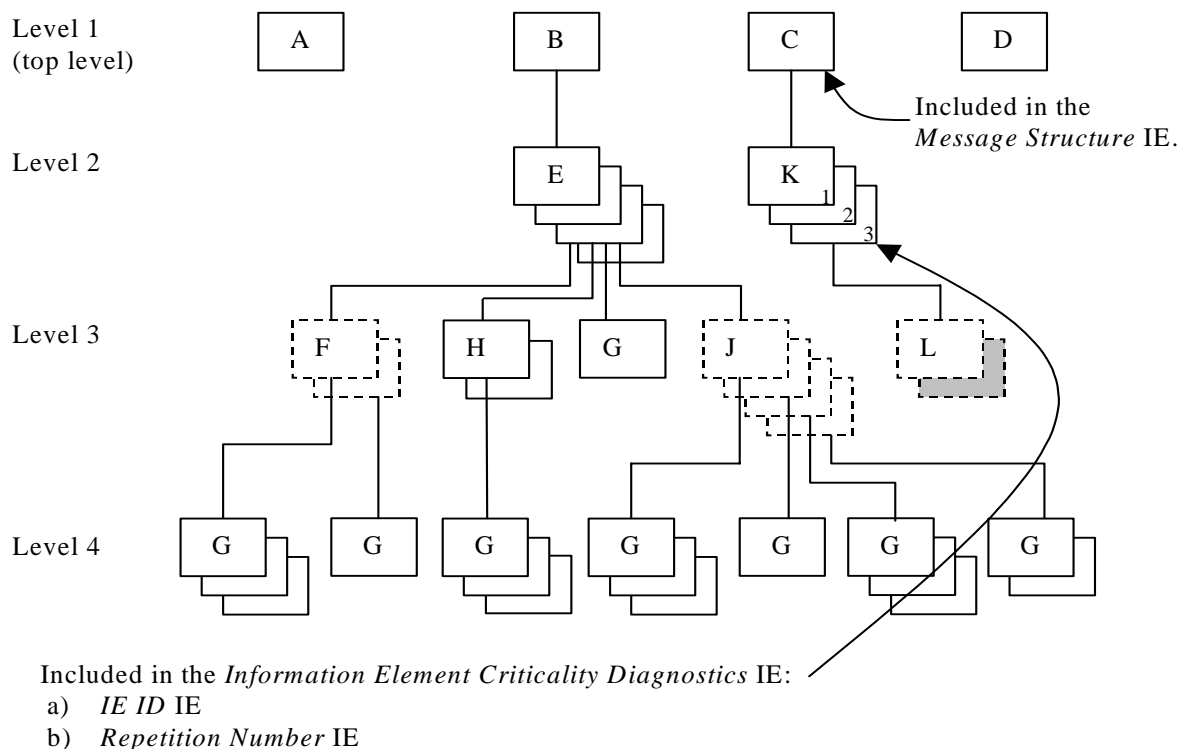 Level 1
(top level)
A
B
C
D
Included in the
Message Structure IE.
Level 2
E
K
1
2
3
Level 3
F
H
G
J
L
Level 4
G
G
G
G
G
G
G
Included in the Information Element Criticality Diagnostics IE:
a) IE ID IE
b) Repetition Number IE